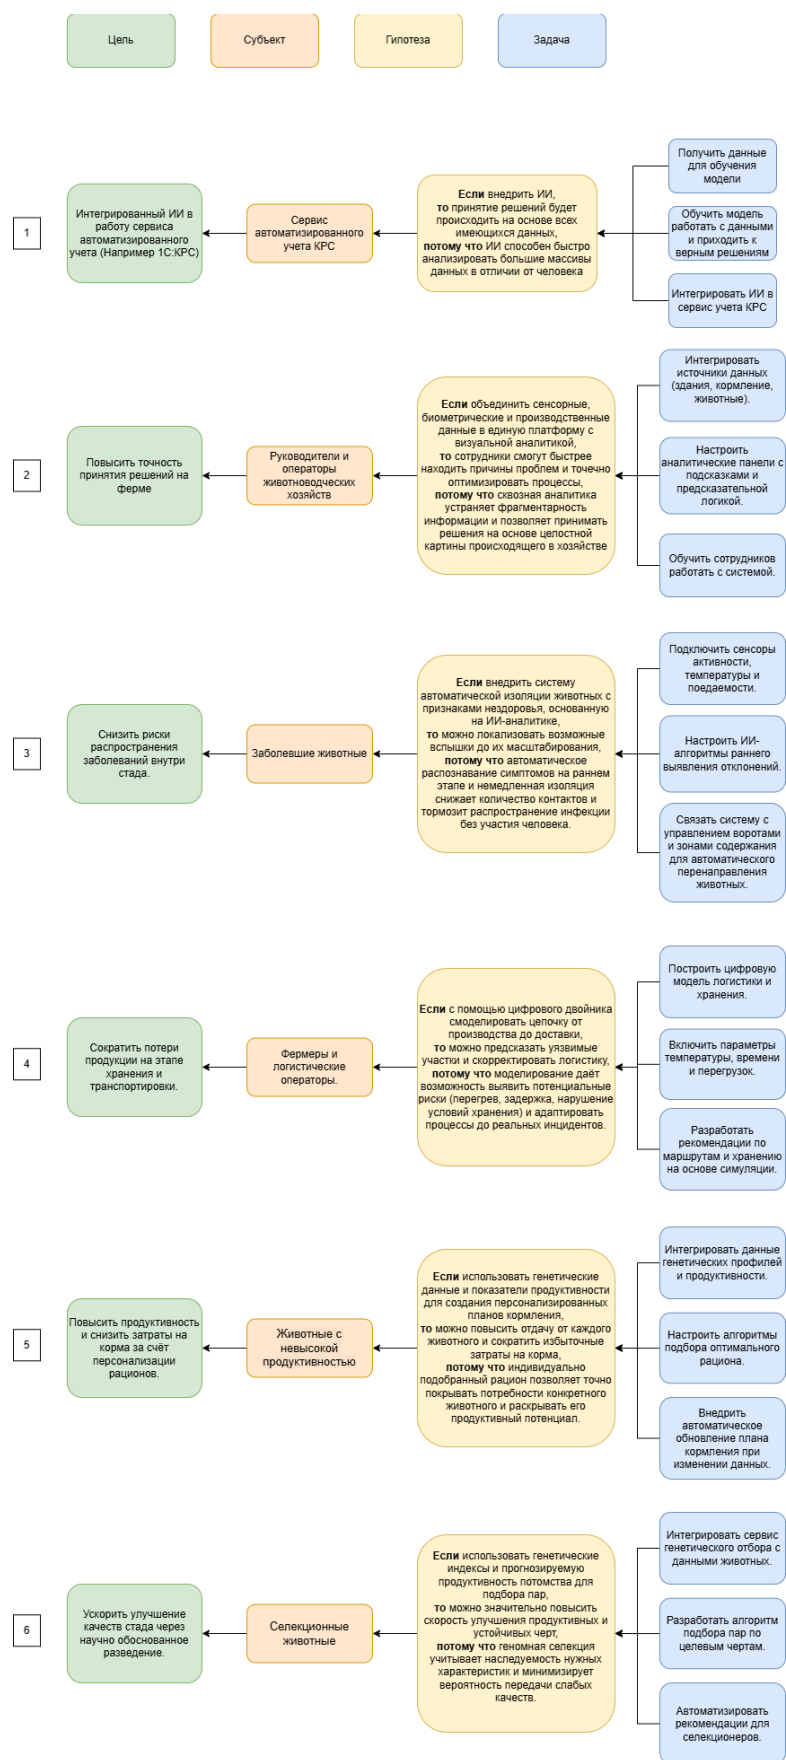 Цель
Субъект
Гипотеза
Задача
1
Интегрированный ИИ в
работу сервиса
автоматизированного
учета (Например 1С:КРС)
Сервис
автоматизированного
учета КРС
Если внедрить ИИ,
то принятие решений будет
происходить на основе всех
имеющихся данных,
потому что ИИ способен быстро
анализировать большие массивы
данных в отличии от человека
Получить данные
для обучения
модели
Обучить модель
работать с данными
и приходить к
верным решениям
Интегрировать ИИ в
сервис учета КРС
2
Повысить точность
принятия решений на
ферме
Руководители и
операторы
животноводческих
хозяйств
Если объединить сенсорные,
биометрические и производственные
данные в единую платформу с
визуальной аналитикой,
то сотрудники смогут быстрее
находить причины проблем и точечно
оптимизировать процессы,
потому что сквозная аналитика
устраняет фрагментарность
информации и позволяет принимать
решения на основе целостной
картины происходящего в хозяйстве
Интегрировать
источники данных
(здания, кормление,
животные).
Настроить
аналитические панели с
подсказками и
предсказательной
логикой.
Обучить сотрудников
работать с системой.
3
Снизить риски
распространения
заболеваний внутри
стада.
Заболевшие животные
Если внедрить систему
автоматической изоляции животных с
признаками нездоровья, основанную
на ИИ-аналитике,
то можно локализовать возможные
вспышки до их масштабирования,
потому что автоматическое
распознавание симптомов на раннем
этапе и немедленная изоляция
снижает количество контактов и
тормозит распространение инфекции
без участия человека.
Подключить сенсоры
активности,
температуры и
поедаемости.
Настроить ИИ-
алгоритмы раннего
выявления отклонений.
Связать систему с
управлением воротами
и зонами содержания
для автоматического
перенаправления
животных.
4
Сократить потери
продукции на этапе
хранения и
транспортировки.
Фермеры и
логистические
операторы.
Если с помощью цифрового двойника
смоделировать цепочку от
производства до доставки,
то можно предсказать уязвимые
участки и скорректировать логистику,
потому что моделирование даёт
возможность выявить потенциальные
риски (перегрев, задержка, нарушение
условий хранения) и адаптировать
процессы до реальных инцидентов.
Построить цифровую
модель логистики и
хранения.
Включить параметры
температуры, времени
и перегрузок.
Разработать
рекомендации по
маршрутам и хранению
на основе симуляции.
5
Повысить продуктивность
и снизить затраты на
корма за счёт
персонализации
рационов.
Животные с
невысокой
продуктивностью
Если использовать генетические
данные и показатели продуктивности
для создания персонализированных
планов кормления,
то можно повысить отдачу от каждого
животного и сократить избыточные
затраты на корма,
потому что индивидуально
подобранный рацион позволяет точно
покрывать потребности конкретного
животного и раскрывать его
продуктивный потенциал.
Интегрировать данные
генетических профилей
и продуктивности.
Настроить алгоритмы
подбора оптимального
рациона.
Внедрить
автоматическое
обновление плана
кормления при
изменении данных.
6
Ускорить улучшение
качеств стада через
научно обоснованное
разведение.
Селекционные
животные
Если использовать генетические
индексы и прогнозируемую
продуктивность потомства для
подбора пар,
то можно значительно повысить
скорость улучшения продуктивных и
устойчивых черт,
потому что геномная селекция
учитывает наследуемость нужных
характеристик и минимизирует
вероятность передачи слабых
качеств.
Интегрировать сервис
генетического отбора с
данными животных.
Разработать алгоритм
подбора пар по
целевым чертам.
Автоматизировать
рекомендации для
селекционеров.